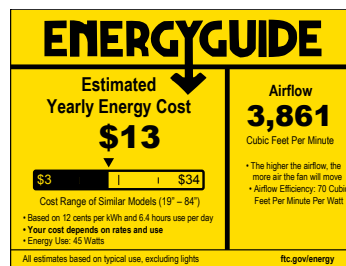 ENERGYGUIDE
Estimated
Yearly Energy Cost
$13
$3
$34
Cost Range of Similar Models (19" – 84")
• Based on 12 cents per kWh and 6.4 hours use per day
• Your cost depends on rates and use
• Energy Use: 45 Watts
Airflow
3,861
Cubic Feet Per Minute
• The higher the airflow, the
more air the fan will move
• Airflow Efficiency: 70 Cubic
Feet Per Minute Per Watt
All estimates based on typical use, excluding lights
ftc.gov/energy